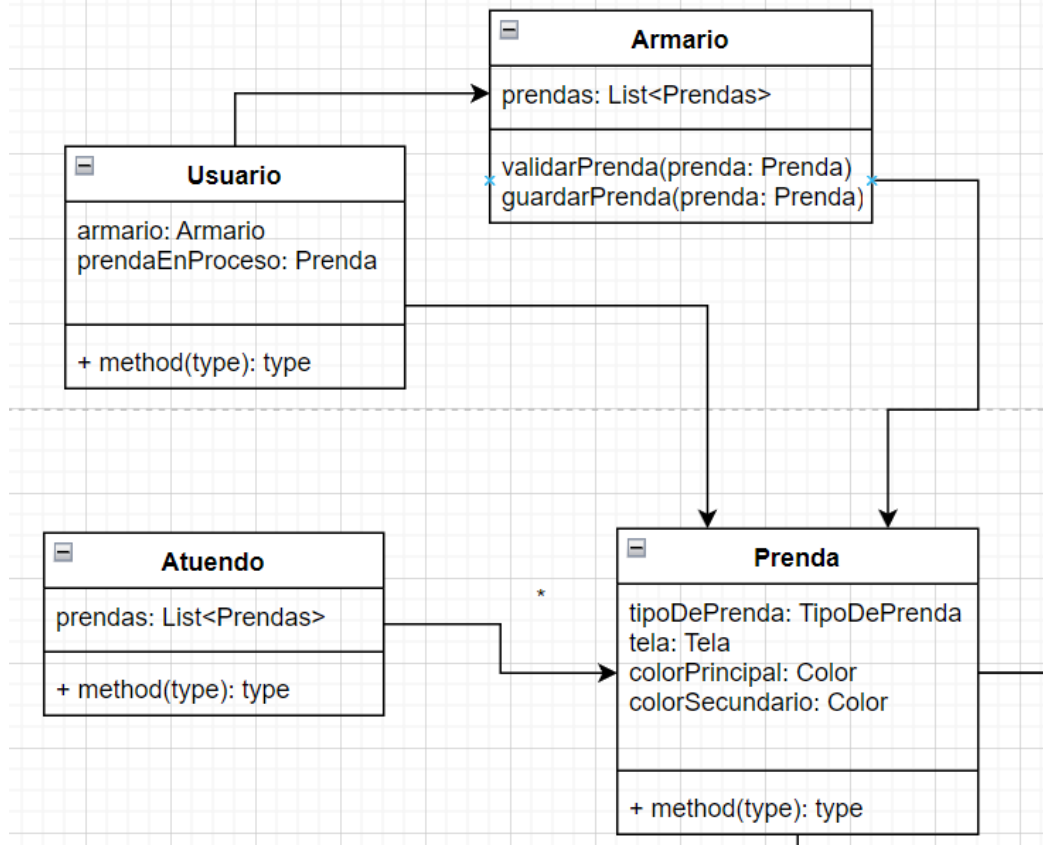 Armario
prendas: List<Prendas>
validarPrenda(prenda: Prenda)
guardarPrenda(prenda: Prenda)
Usuario
armario: Armario
prendaEnProceso: Prenda
+ method(type): type
Atuendo
prendas: List<Prendas>
+ method(type): type
*
Prenda
tipoDePrenda: TipoDePrenda
tela: Tela
colorPrincipal: Color
colorSecundario: Color
+ method(type): type